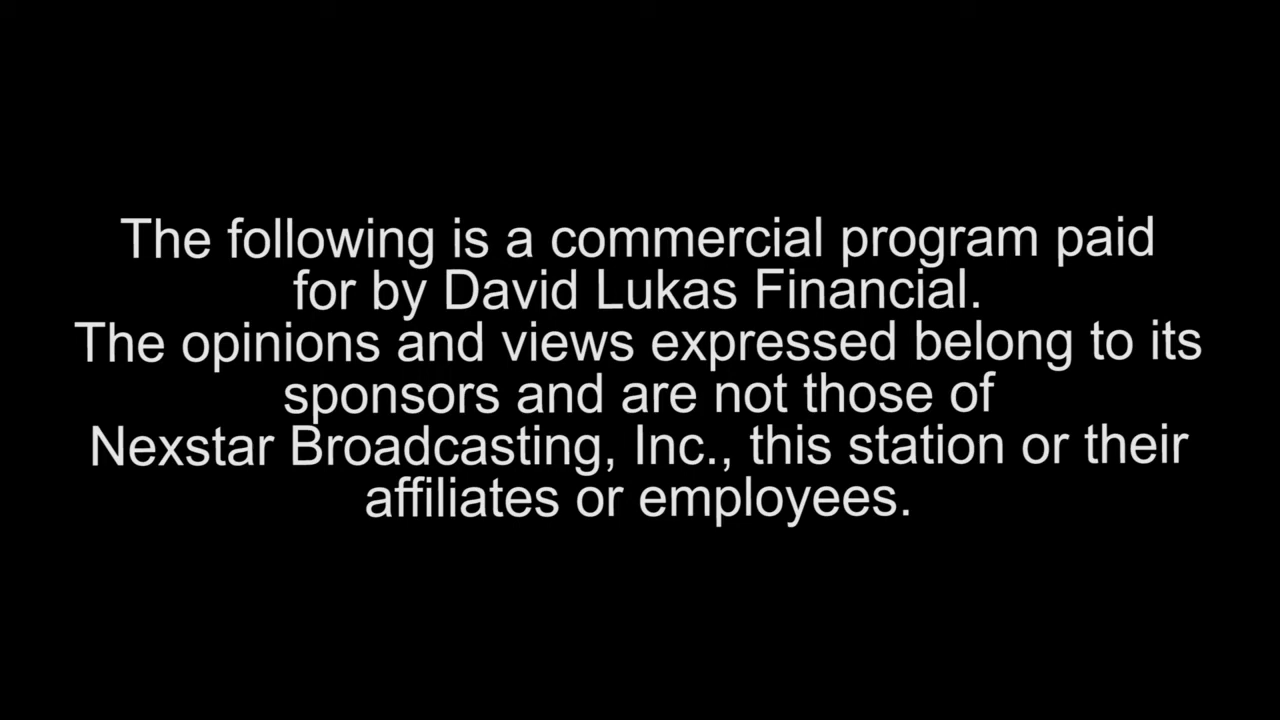 The following is a commercial program paid
for by David Lukas Financial.
The opinions and views expressed belong to its
sponsors and are not those of
Nexstar Broadcasting, Inc., this station or their
affiliates or employees.